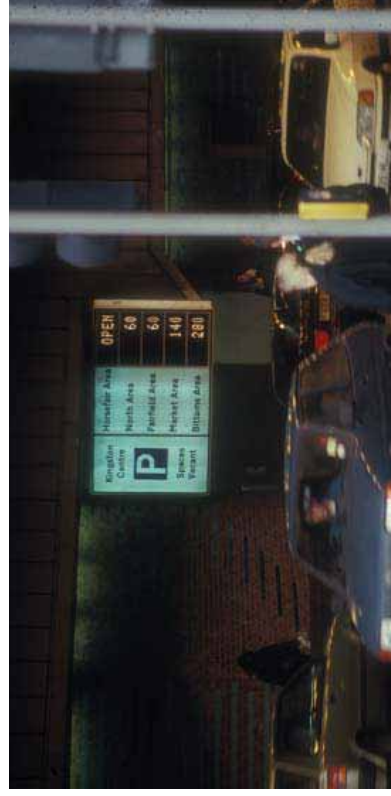 Kingston
Centre
P
Spaces
Vacant
Horsefair Area OPEN
North Area 60
Fairfield Area 60
Market Area 140
Bittoms Area 280